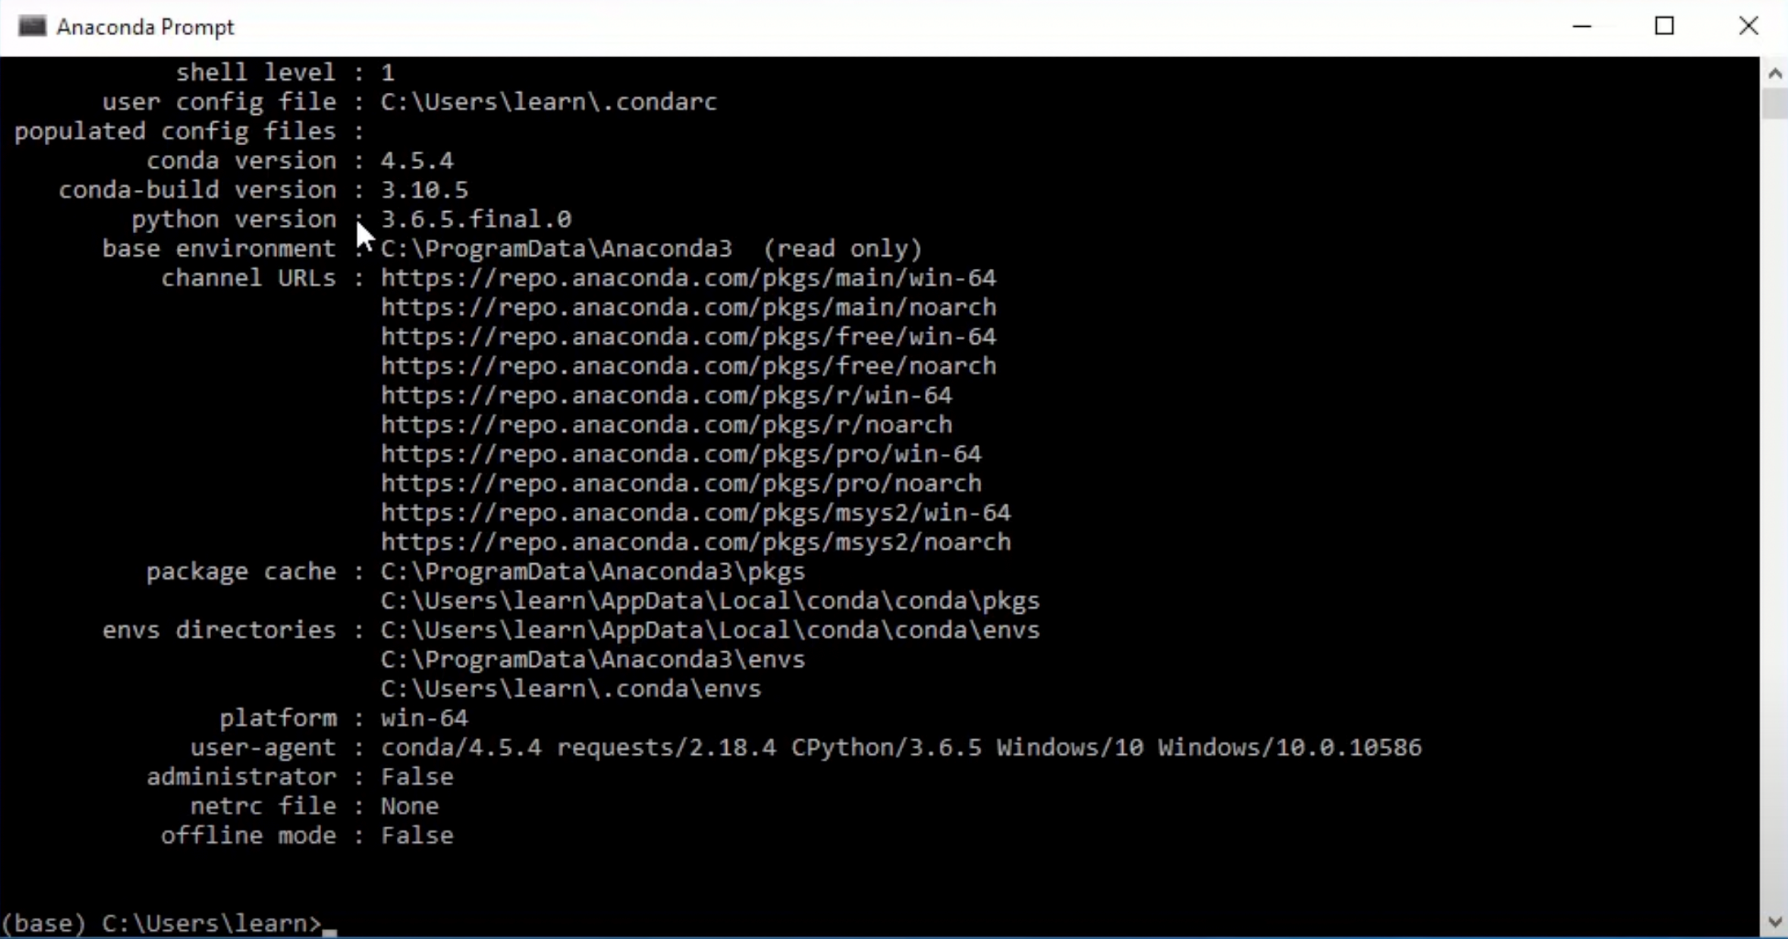 Anaconda Prompt
shell level : 1
user config file : C:\Users\learn\.condarc
populated config files :
conda version : 4.5.4
conda-build version : 3.10.5
python version : 3.6.5.final.0
base environment : C:\ProgramData\Anaconda3  (read only)
channel URLs : https://repo.anaconda.com/pkgs/main/win-64
https://repo.anaconda.com/pkgs/main/noarch
https://repo.anaconda.com/pkgs/free/win-64
https://repo.anaconda.com/pkgs/free/noarch
https://repo.anaconda.com/pkgs/r/win-64
https://repo.anaconda.com/pkgs/r/noarch
https://repo.anaconda.com/pkgs/pro/win-64
https://repo.anaconda.com/pkgs/pro/noarch
https://repo.anaconda.com/pkgs/msys2/win-64
https://repo.anaconda.com/pkgs/msys2/noarch
package cache : C:\ProgramData\Anaconda3\pkgs
C:\Users\learn\AppData\Local\conda\conda\pkgs
envs directories : C:\Users\learn\AppData\Local\conda\conda\envs
C:\ProgramData\Anaconda3\envs
C:\Users\learn\.conda\envs
platform : win-64
user-agent : conda/4.5.4 requests/2.18.4 CPython/3.6.5 Windows/10 Windows/10.0.10586
administrator : False
netrc file : None
offline mode : False
(base) C:\Users\learn>_